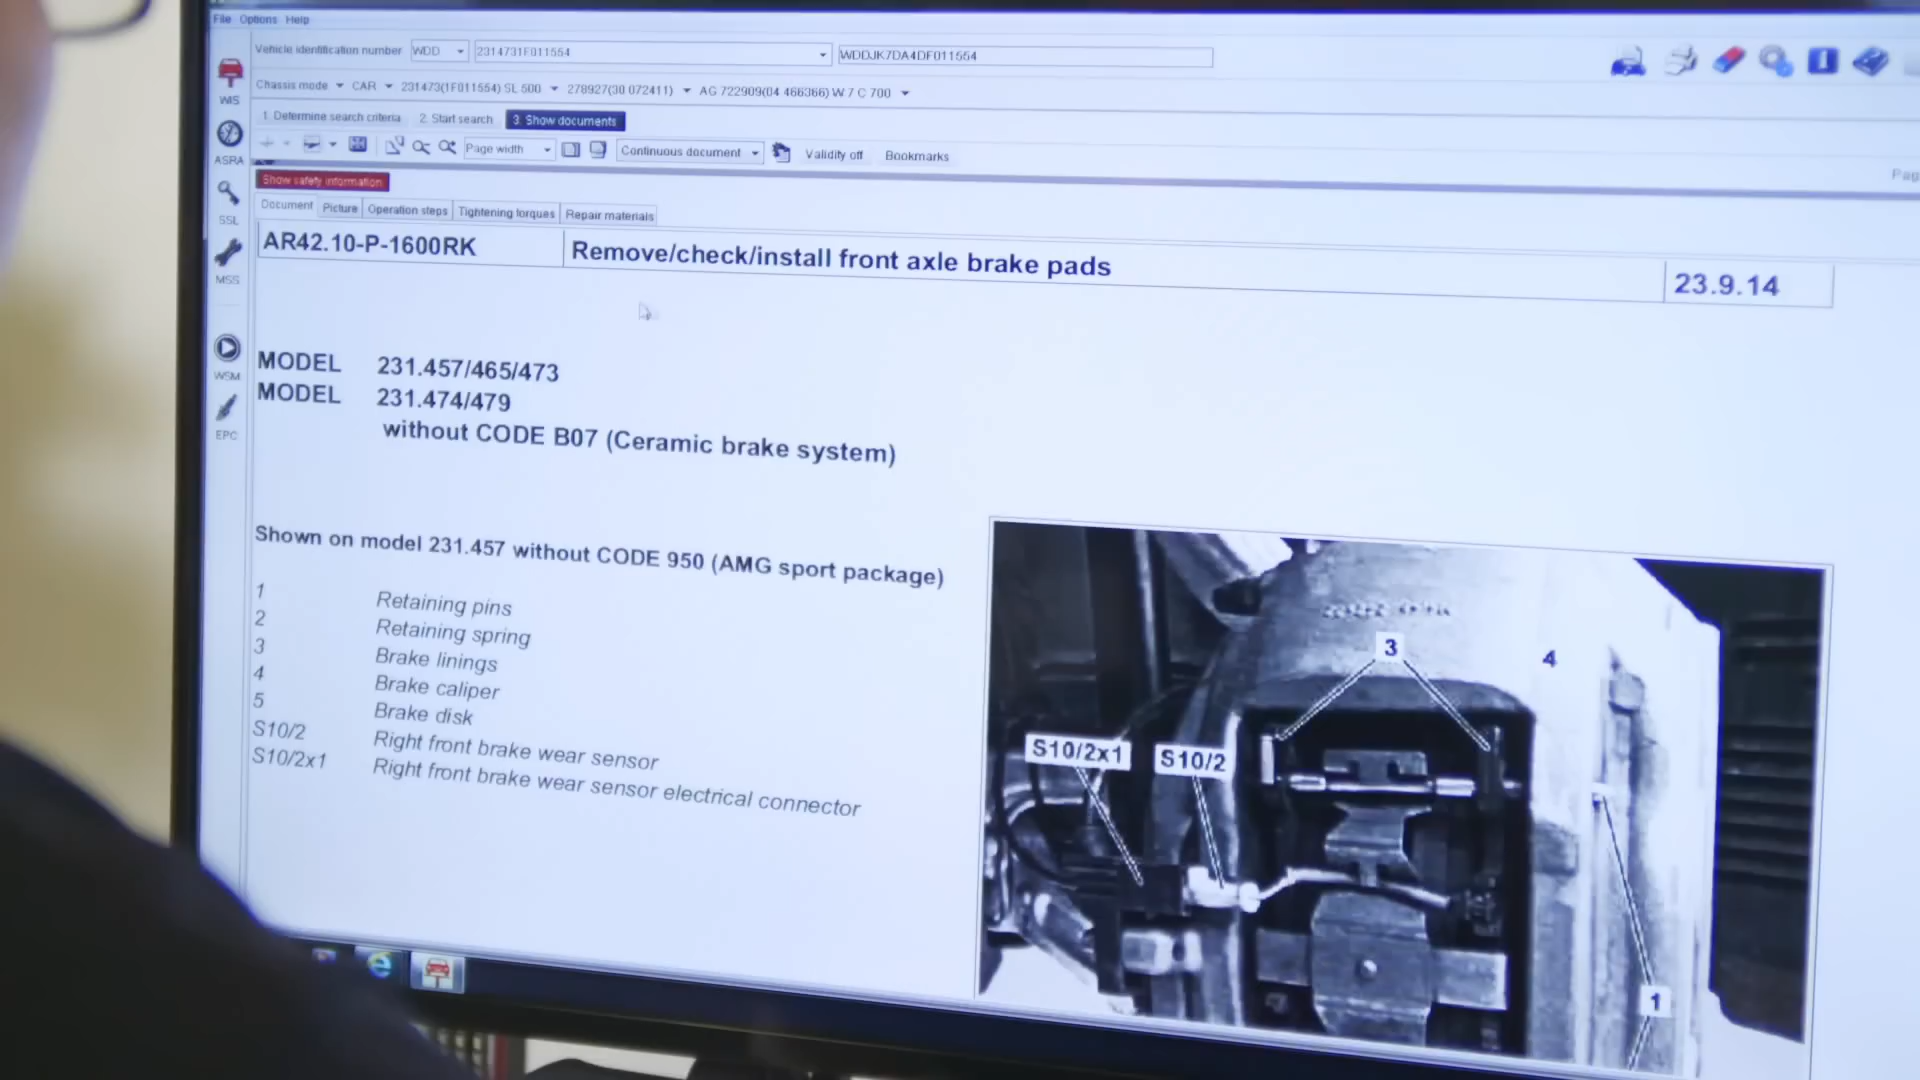 File Options Help
Vehicle identification number WDD 2314731F011554 WDDJK7DA4DF011554
Chassis mode CAR 231473(1F011554) SL 500 278927(30 072411) AG 722909(04 466366) W 7 C 700
1. Determine search criteria 2. Start search 3. Show documents
Page width Continuous document Validity off Bookmarks
Pag
Show safety information
Document Picture Operation steps Tightening torques Repair materials
WIS
ASRA
SSL
MSS
WSM
EPC
AR42.10-P-1600RK Remove/check/install front axle brake pads 23.9.14
MODEL 231.457/465/473
MODEL 231.474/479
without CODE B07 (Ceramic brake system)
Shown on model 231.457 without CODE 950 (AMG sport package)
1 Retaining pins
2 Retaining spring
3 Brake linings
4 Brake caliper
5 Brake disk
S10/2 Right front brake wear sensor
S10/2x1 Right front brake wear sensor electrical connector
3
4
S10/2x1 S10/2
1